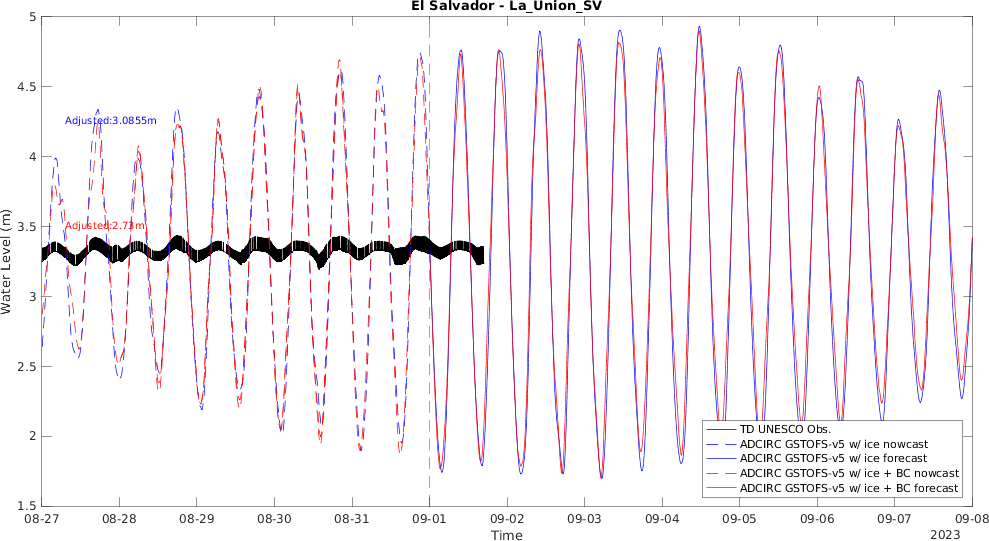 El Salvador - La_Union_SV
Water Level (m)
5
4.5
4
3.5
3
2.5
2
1.5
Adjusted:3.0855m
Adjusted:2.73m
TD UNESCO Obs.
ADCIRC GSTOFS-v5 w/ ice nowcast
ADCIRC GSTOFS-v5 w/ ice forecast
ADCIRC GSTOFS-v5 w/ ice + BC nowcast
ADCIRC GSTOFS-v5 w/ ice + BC forecast
08-27 08-28 08-29 08-30 08-31 09-01 09-02 09-03 09-04 09-05 09-06 09-07 09-08
Time
2023